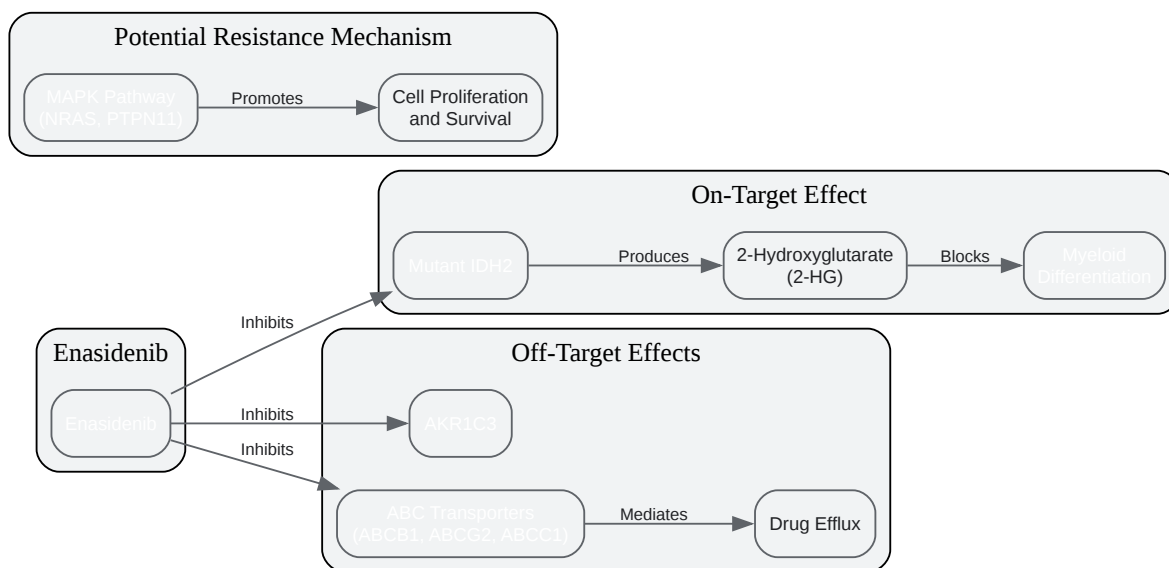 Potential Resistance Mechanism
MAPK Pathway
(NRAS, PTPN11)
Promotes
Cell Proliferation
and Survival
On-Target Effect
Mutant IDH2
Produces
2-Hydroxyglutarate
(2-HG)
Blocks
Myeloid
Differentiation
Inhibits
Enasidenib
Enasidenib
Off-Target Effects
Inhibits
AKR1C3
Inhibits
ABC Transporters
(ABCB1, ABCG2, ABCC1)
Mediates
Drug Efflux